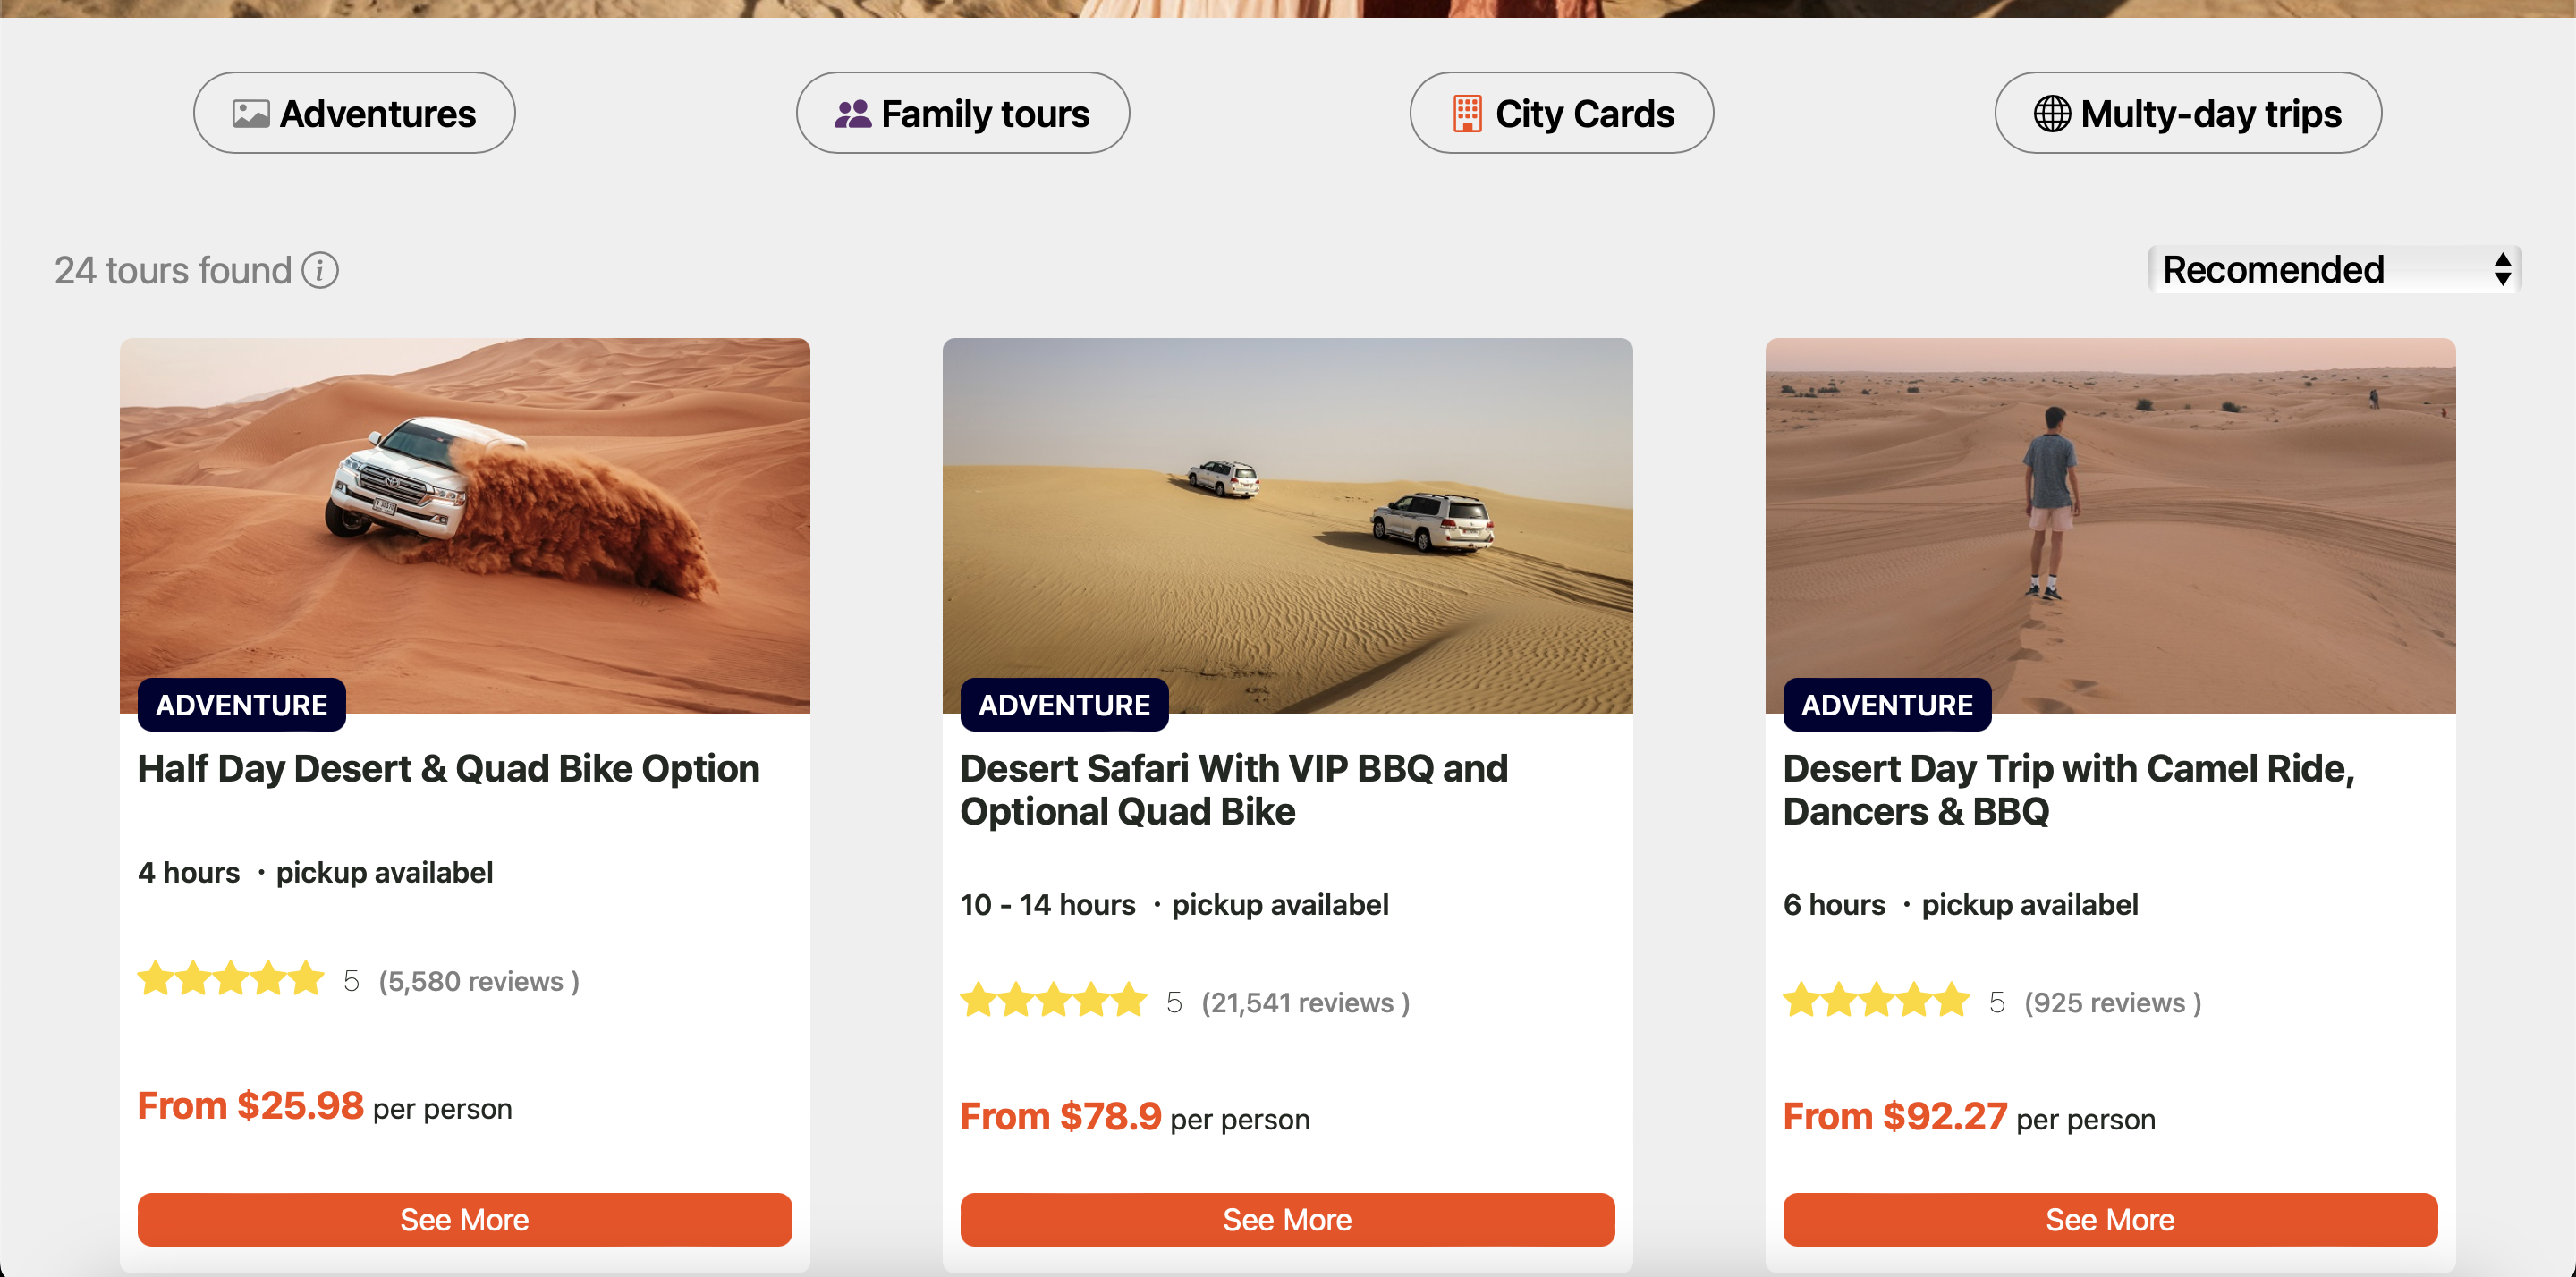 Adventures
Family tours
City Cards
Multy-day trips
24 tours found
Recomended
ADVENTURE
Half Day Desert & Quad Bike Option
4 hours · pickup availabel
5 (5,580 reviews )
From $25.98 per person
See More
ADVENTURE
Desert Safari With VIP BBQ and
Optional Quad Bike
10 - 14 hours · pickup availabel
5 (21,541 reviews )
From $78.9 per person
See More
ADVENTURE
Desert Day Trip with Camel Ride,
Dancers & BBQ
6 hours · pickup availabel
5 (925 reviews )
From $92.27 per person
See More